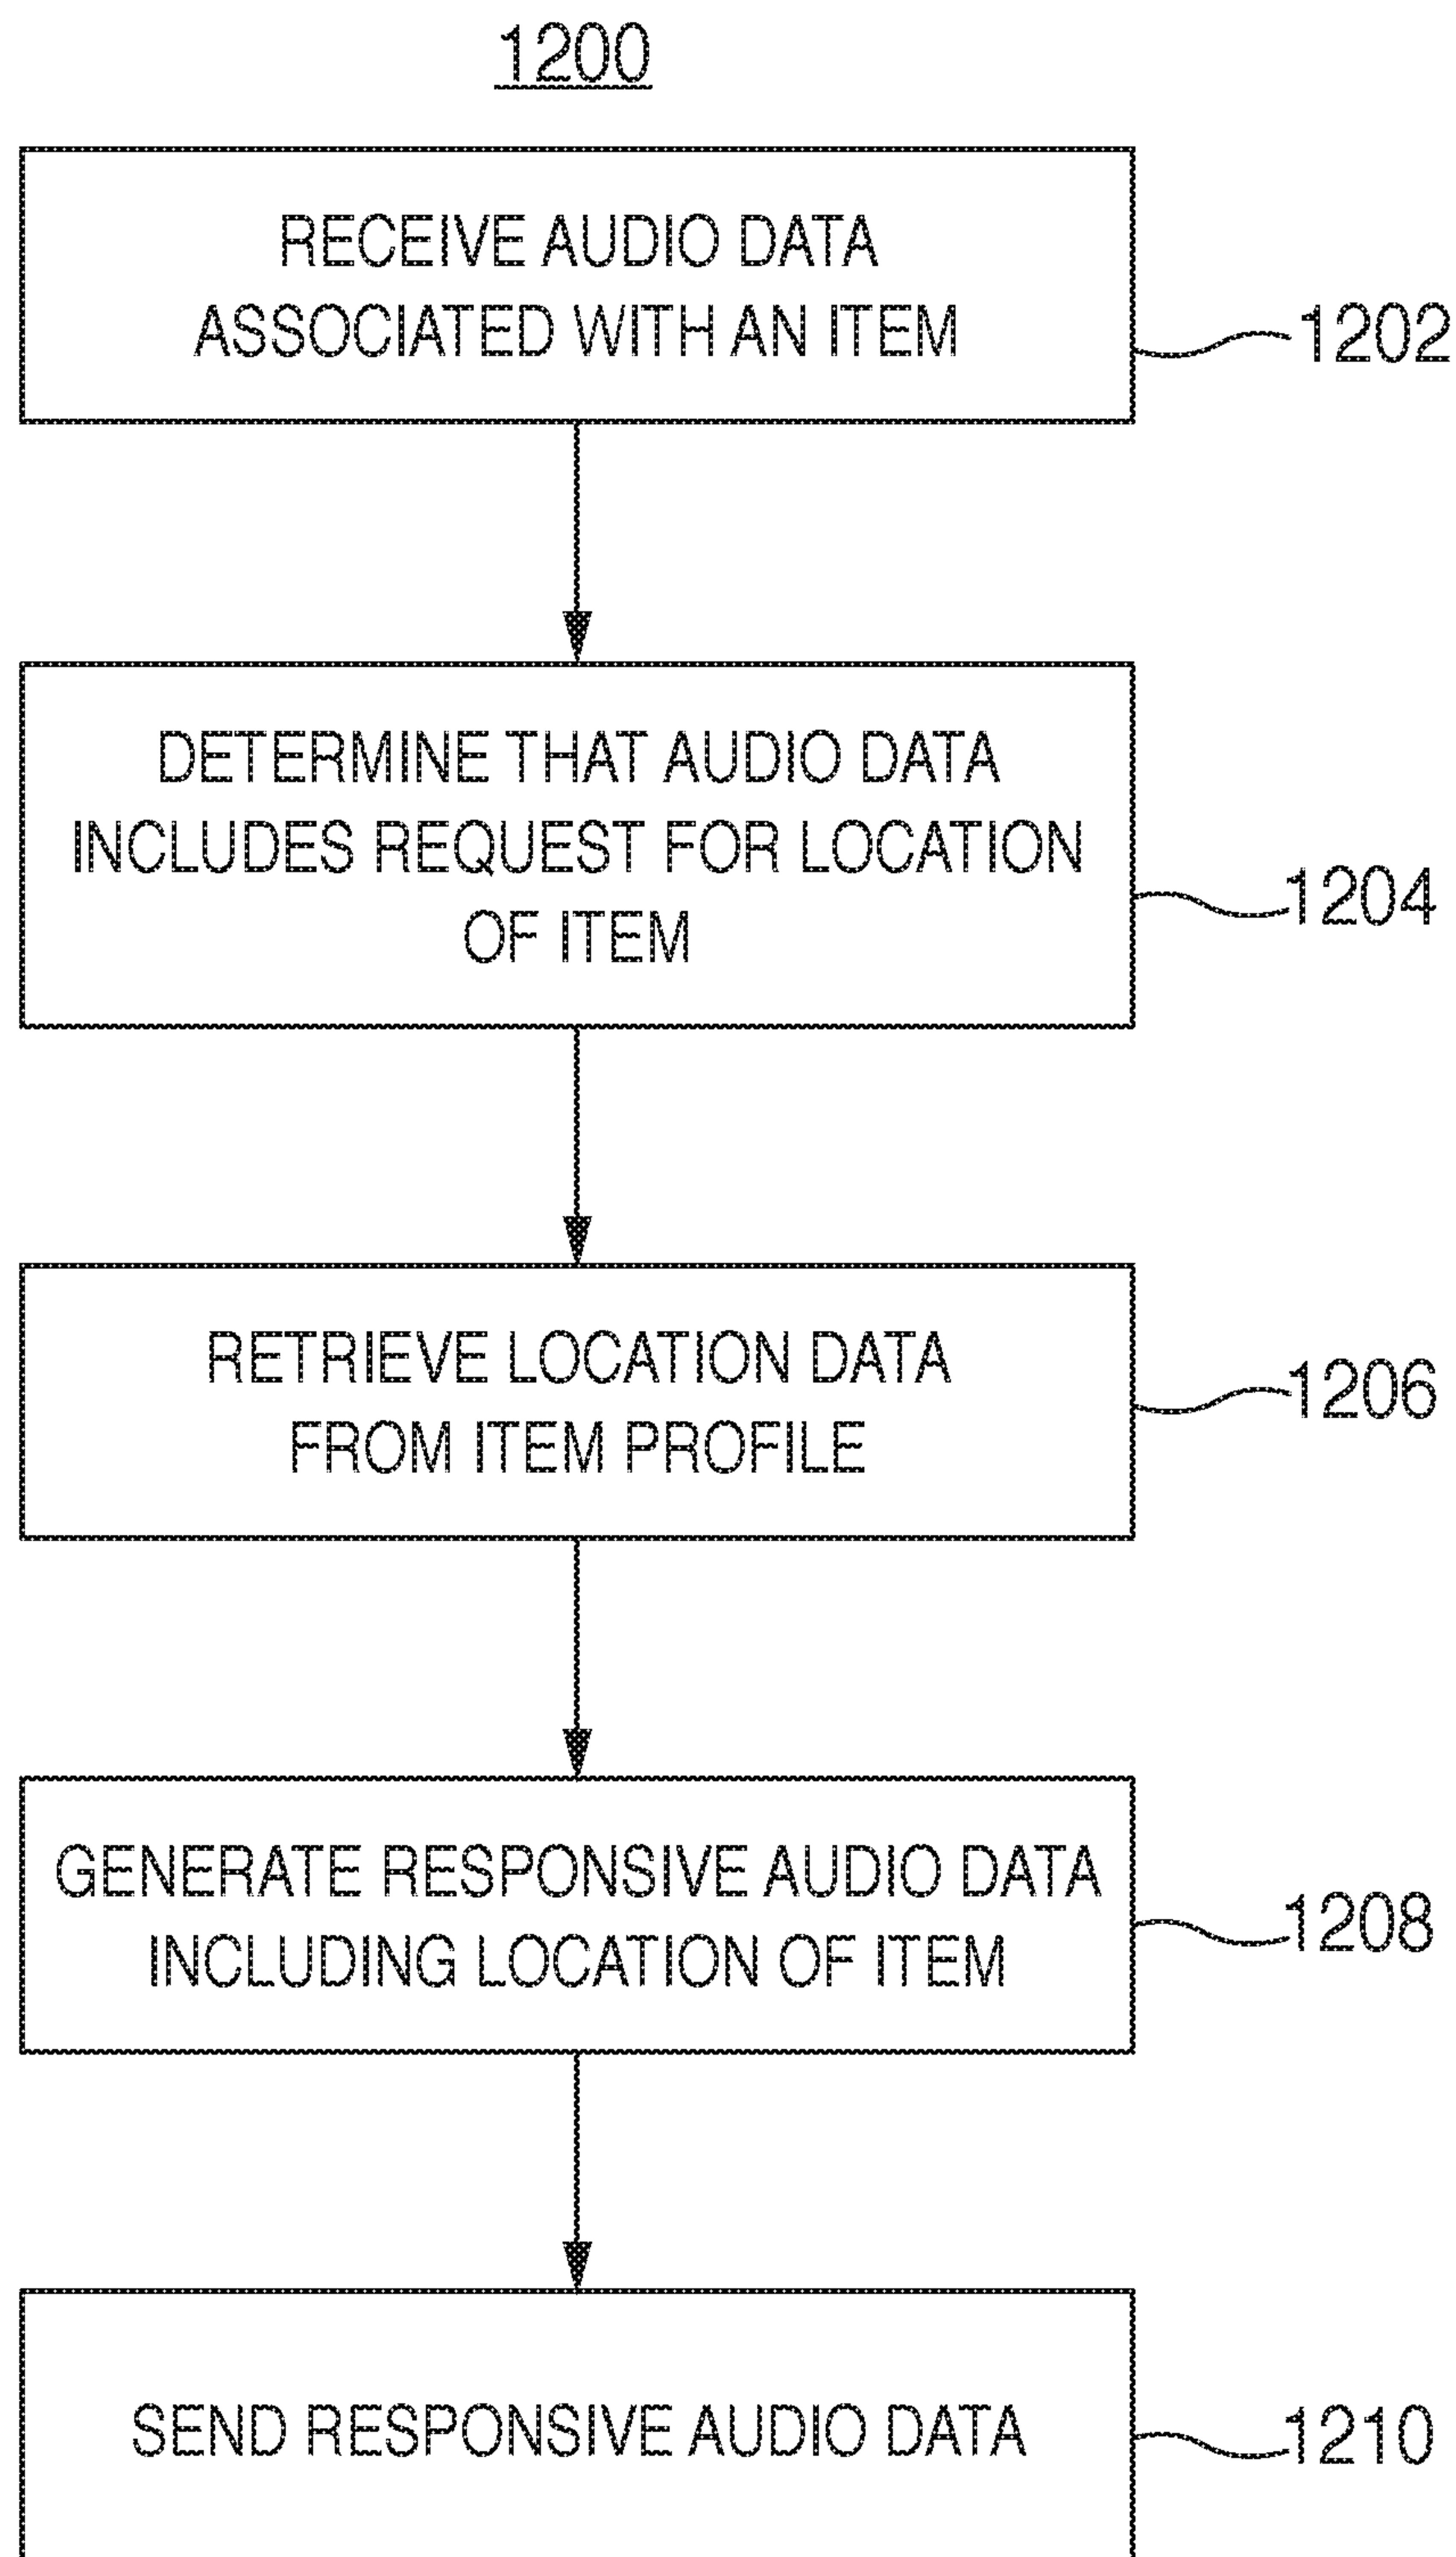 1200
RECEIVE AUDIO DATA
ASSOCIATED WITH AN ITEM
1202
DETERMINE THAT AUDIO DATA
INCLUDES REQUEST FOR LOCATION
OF ITEM
1204
RETRIEVE LOCATION DATA
FROM ITEM PROFILE
1206
GENERATE RESPONSIVE AUDIO DATA
INCLUDING LOCATION OF ITEM
1208
SEND RESPONSIVE AUDIO DATA
1210